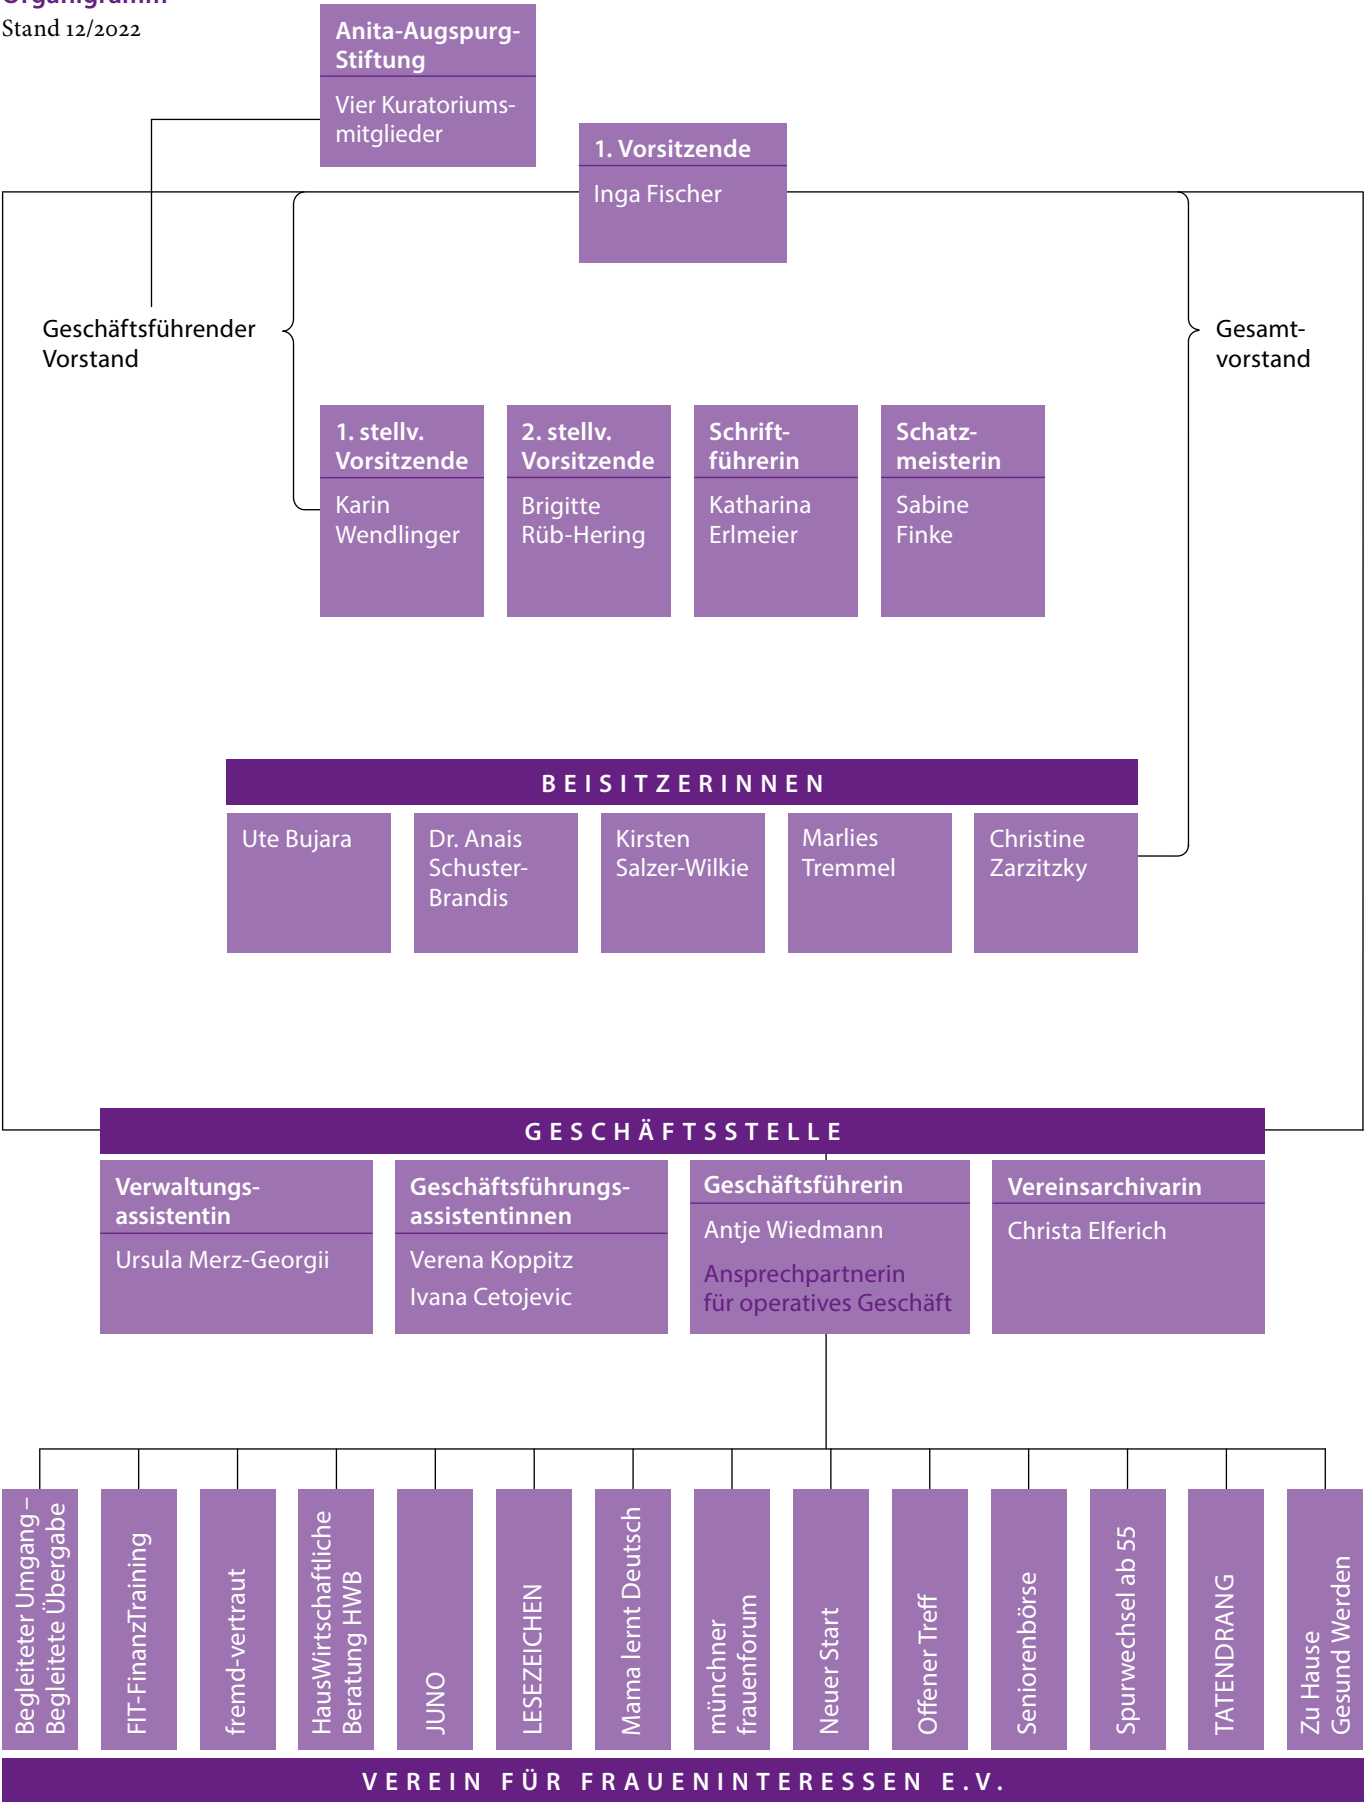 Organigramm
Stand 12/2022
Anita-Augspurg-
Stiftung
Vier Kuratoriums-
mitglieder
1. Vorsitzende
Inga Fischer
Geschäftsführender
Vorstand
Gesamt-
vorstand
1. stellv.
Vorsitzende
Karin
Wendlinger
2. stellv.
Vorsitzende
Brigitte
Rüb-Hering
Schrift-
führerin
Katharina
Erlmeier
Schatz-
meisterin
Sabine
Finke
BEISITZERINNEN
Ute Bujara
Dr. Anais
Schuster-
Brandis
Kirsten
Salzer-Wilkie
Marlies
Tremmel
Christine
Zarzitzky
GESCHÄFTSSTELLE
Verwaltungs-
assistentin
Ursula Merz-Georgii
Geschäftsführungs-
assistentinnen
Verena Koppitz
Ivana Cetojevic
Geschäftsführerin
Antje Wiedmann
Ansprechpartnerin
für operatives Geschäft
Vereinsarchivarin
Christa Elferich
Begleiteter Umgang –
Begleitete Übergabe
FIT-FinanzTraining
fremd-vertraut
HausWirtschaftliche
Beratung HWB
JUNO
LESEZEICHEN
Mama lernt Deutsch
münchner
frauenforum
Neuer Start
Offener Treff
Seniorenbörse
Spurwechsel ab 55
TATENDRANG
Zu Hause
Gesund Werden
VEREIN FÜR FRAUENINTERESSEN E.V.